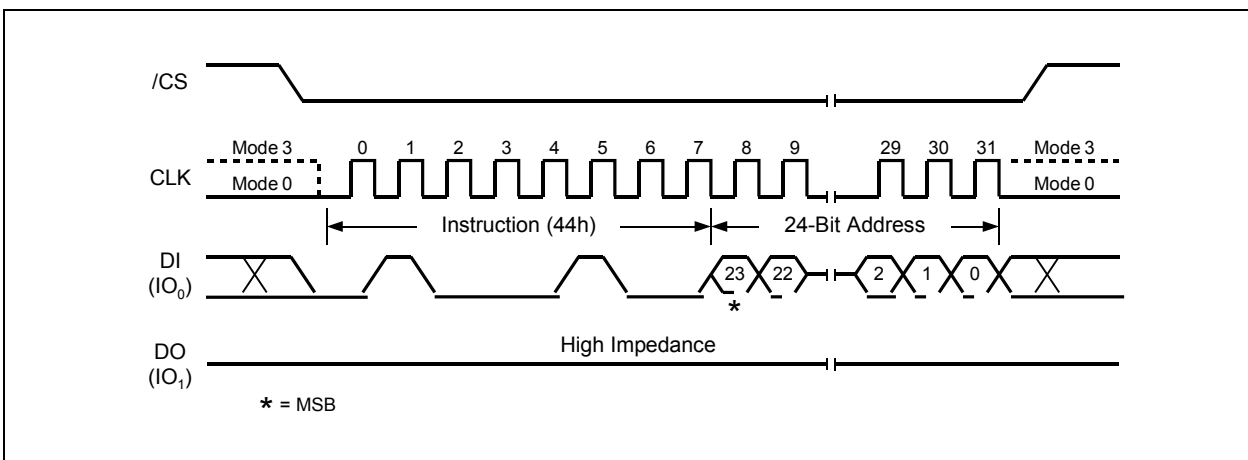 /CS
Mode 3 0 1 2 3 4 5 6 7 8 9 29 30 31 Mode 3
CLK
Mode 0 Mode 0
Instruction (44h) 24-Bit Address
DI
(IO₀)
23 22 2 1 0
*
High Impedance
DO
(IO₁)
* = MSB